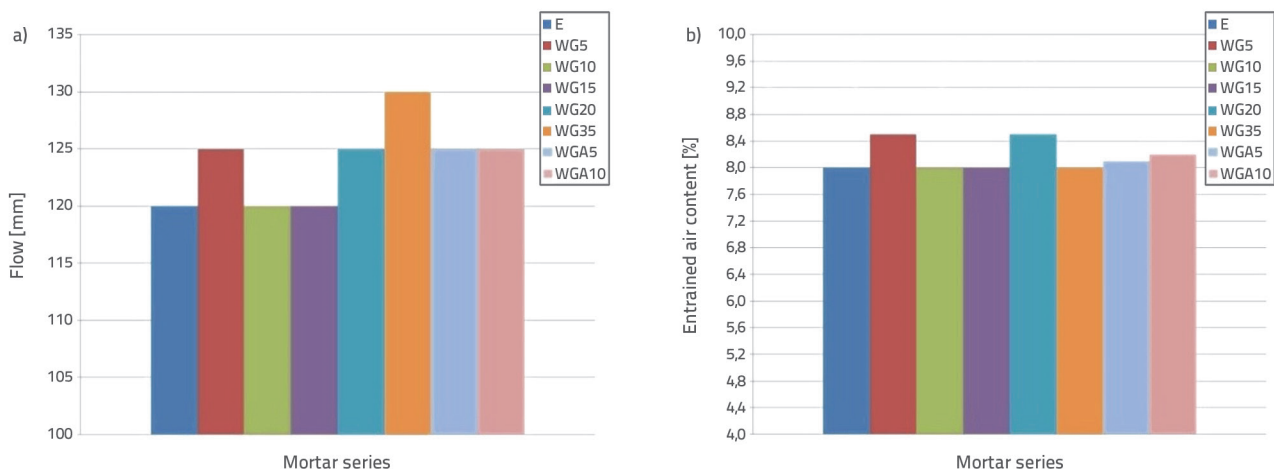 a)
Flow [mm]
135
130
125
120
115
110
105
100
Mortar series
E
WG5
WG10
WG15
WG20
WG35
WGA5
WGA10
b)
Entrained air content [%]
10,0
9,6
9,2
8,8
8,4
8,0
7,6
7,2
6,8
6,4
6,0
5,6
5,2
4,8
4,4
4,0
Mortar series
E
WG5
WG10
WG15
WG20
WG35
WGA5
WGA10